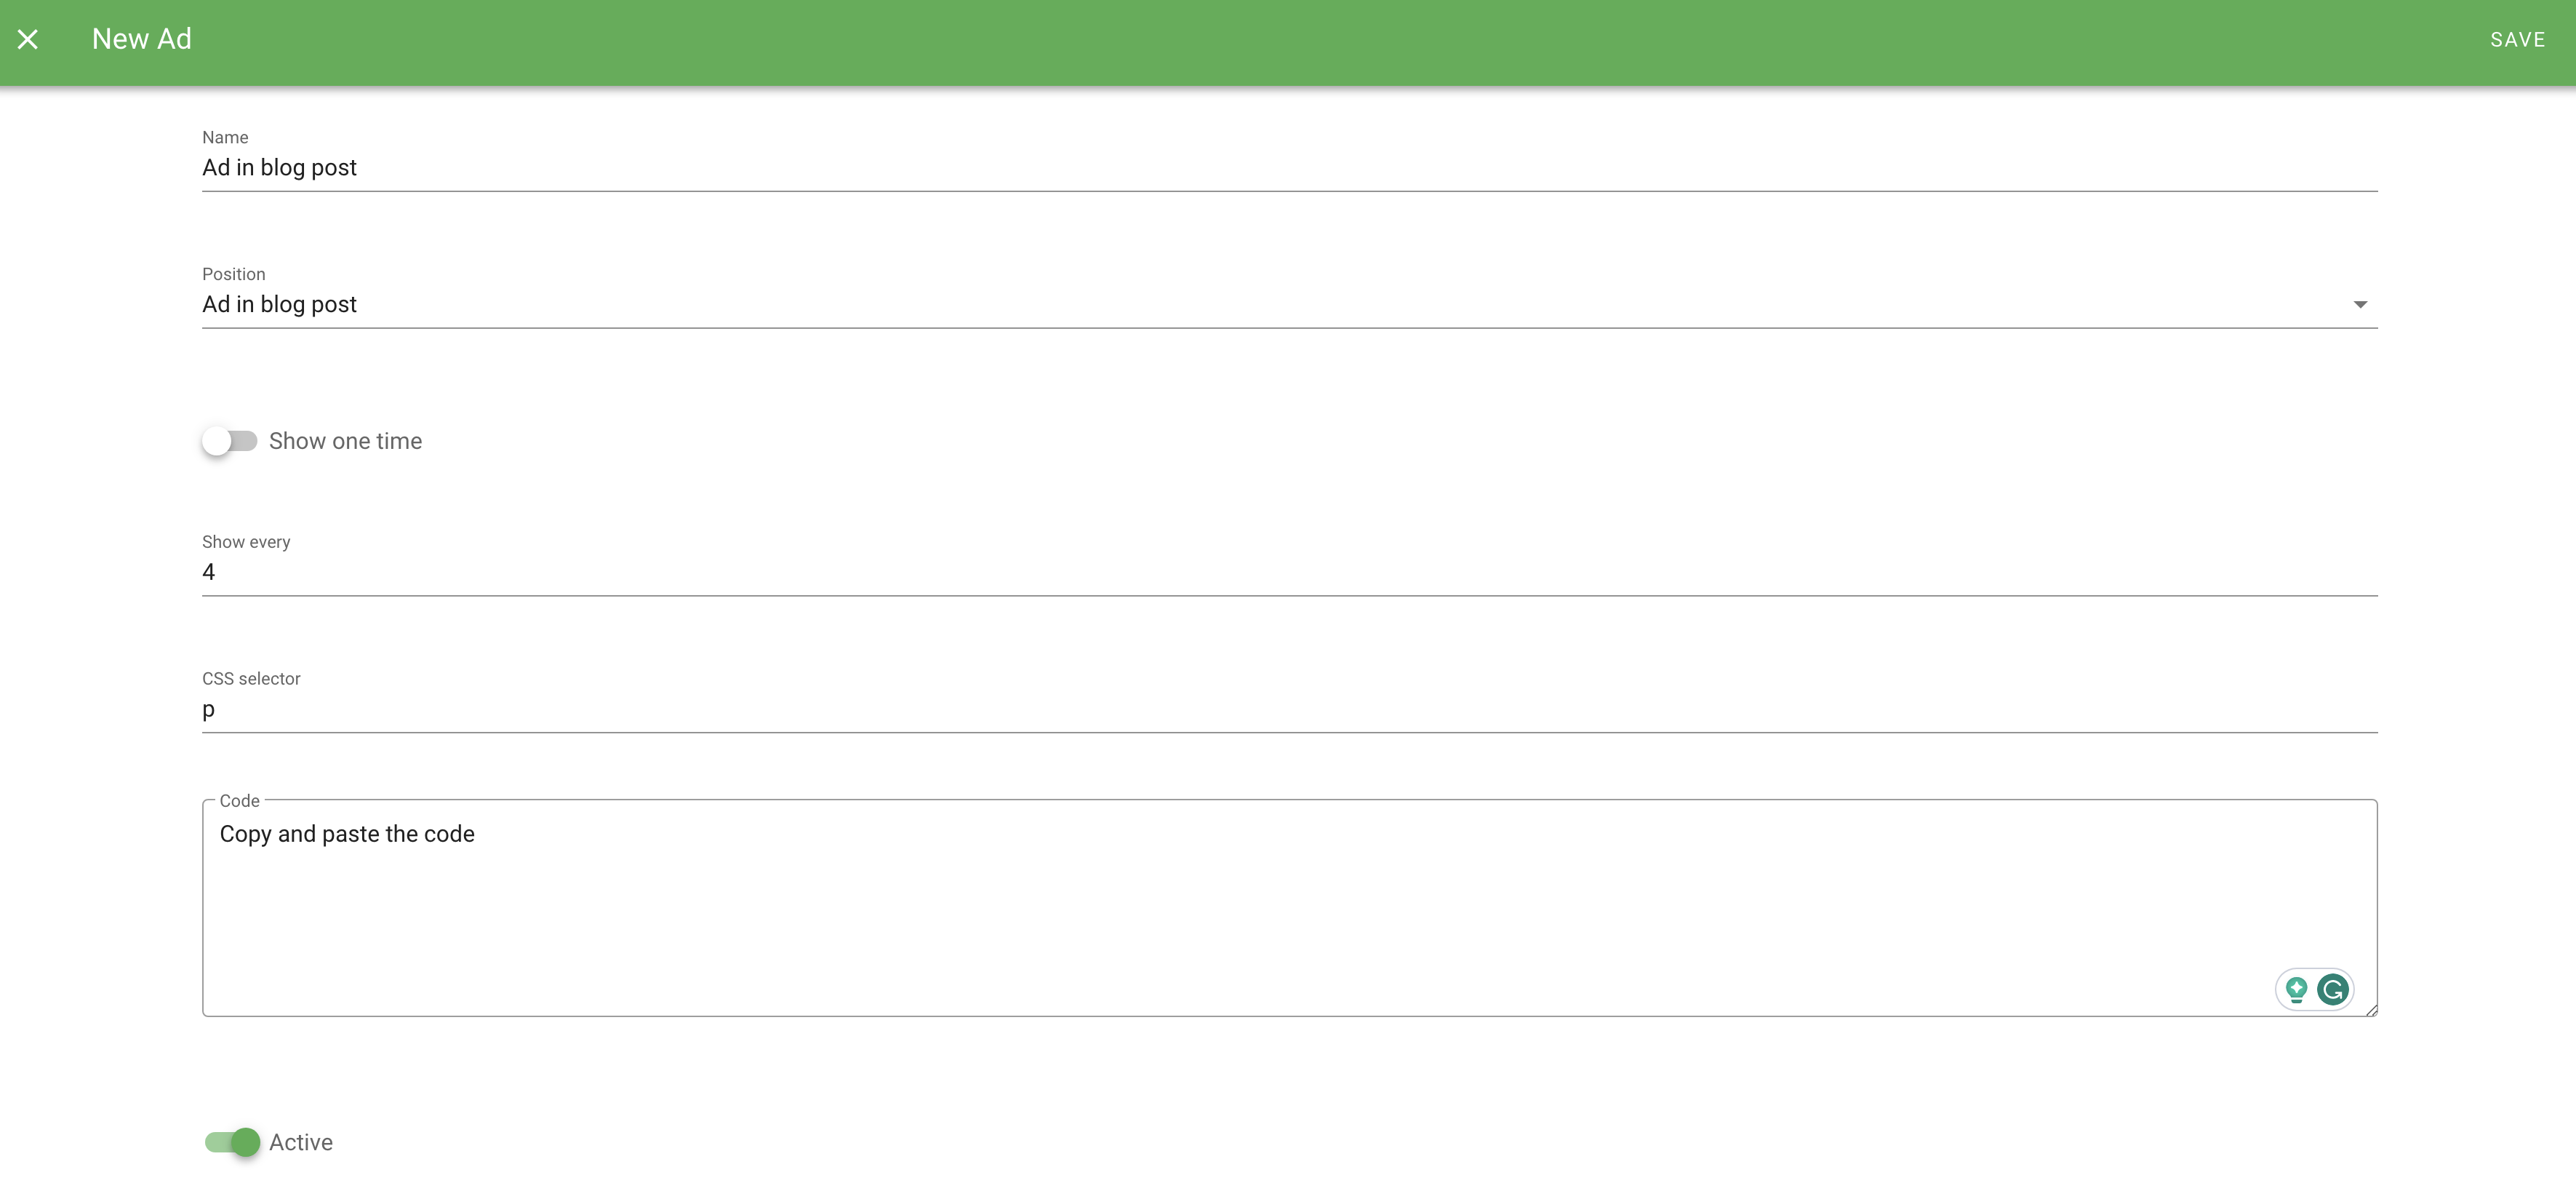 New Ad
SAVE
Name
Ad in blog post
Position
Ad in blog post
Show one time
Show every
4
CSS selector
p
Code
Copy and paste the code
Active